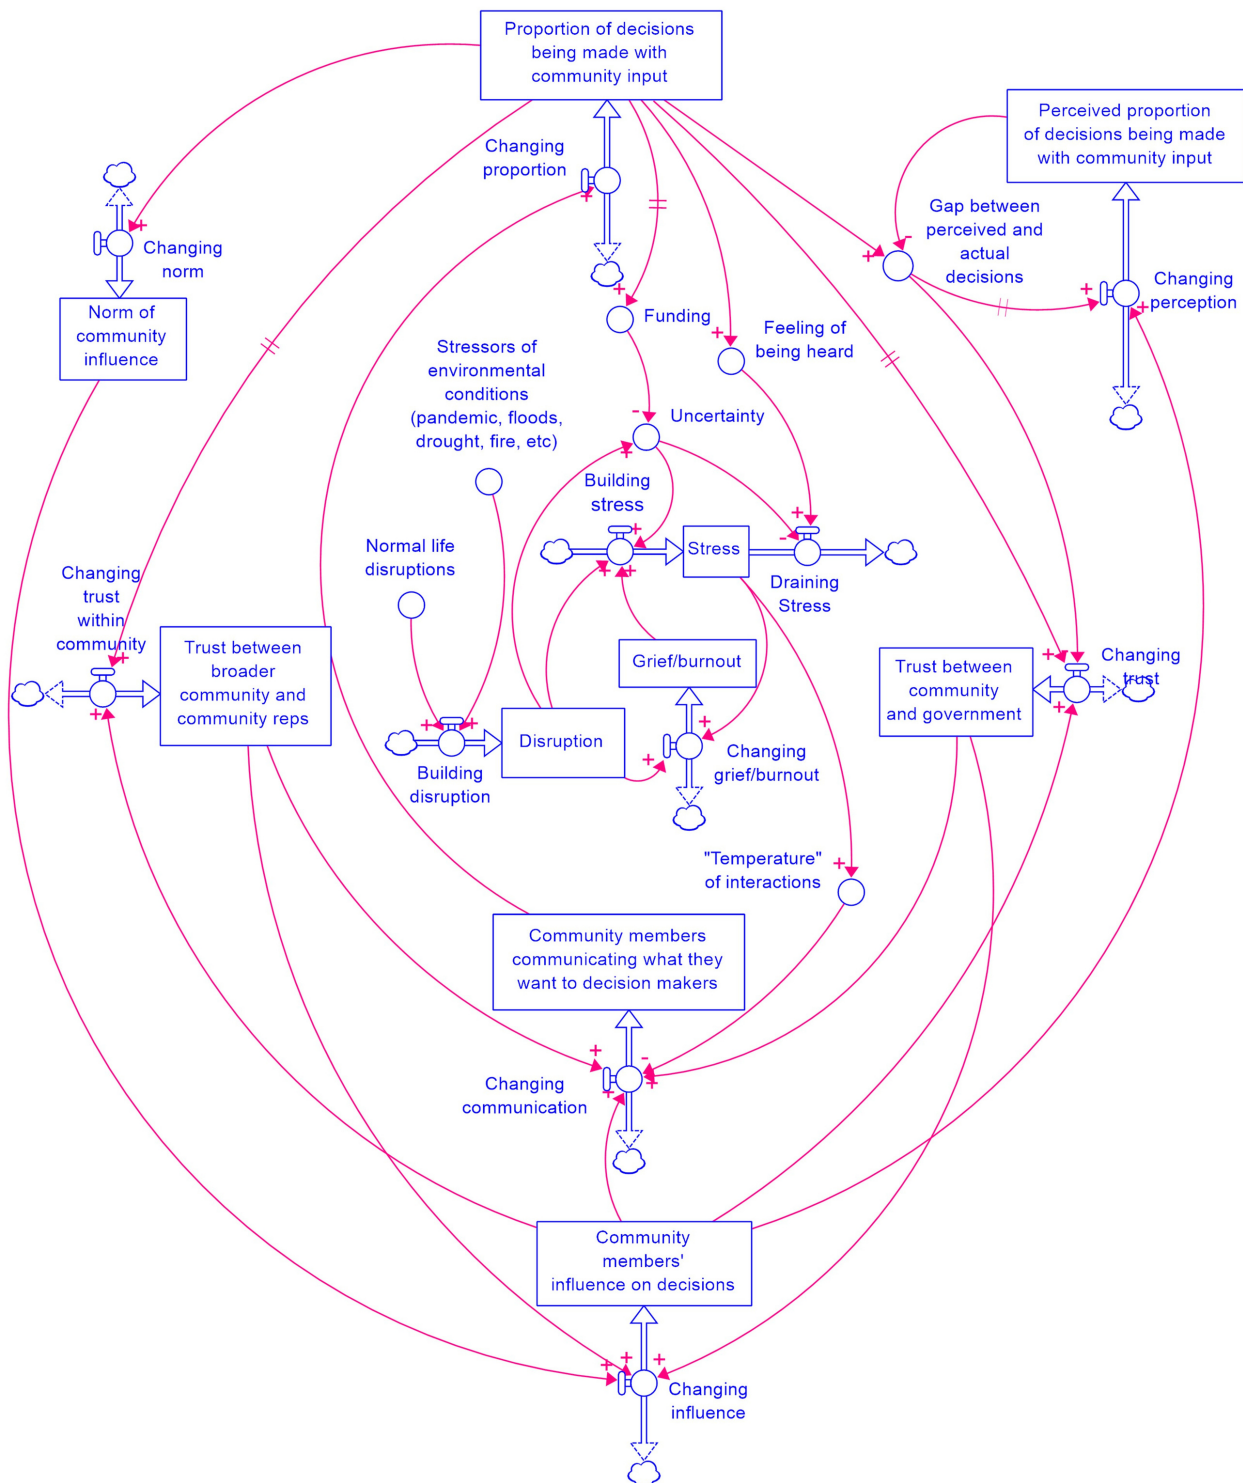 Proportion of decisions
being made with
community input
Perceived proportion
of decisions being made
with community input
Changing
proportion
Gap between
perceived and
actual
decisions
Changing
norm
Changing
perception
Norm of
community
influence
Funding
Feeling of
being heard
Stressors of
environmental
conditions
(pandemic, floods,
drought, fire, etc)
Uncertainty
Building
stress
Stress
Draining
Stress
Normal life
disruptions
Changing
trust
within
community
Trust between
broader
community and
community reps
Grief/burnout
Trust between
community
and government
Changing
trust
Disruption
Building
disruption
Changing
grief/burnout
"Temperature"
of interactions
Community members
communicating what they
want to decision makers
Changing
communication
Community
members'
influence on decisions
Changing
influence